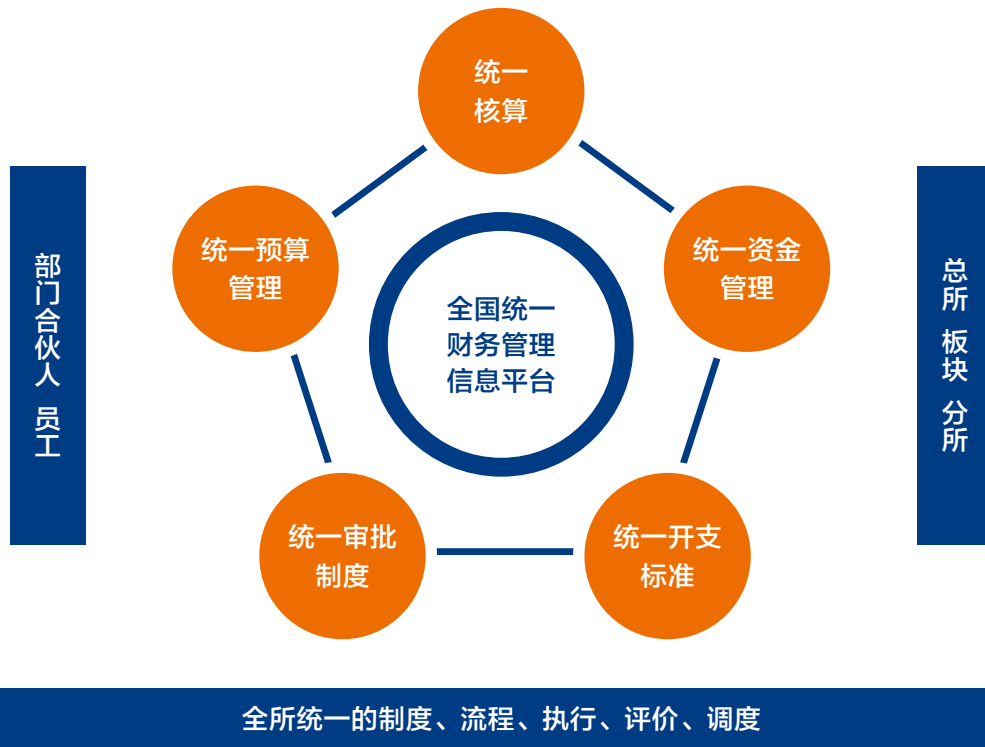 统一
核算
统一预算
管理
统一资金
管理
全国统一
财务管理
信息平台
部门合伙人 员工
总所 板块 分所
统一审批
制度
统一开支
标准
全所统一的制度、流程、执行、评价、调度